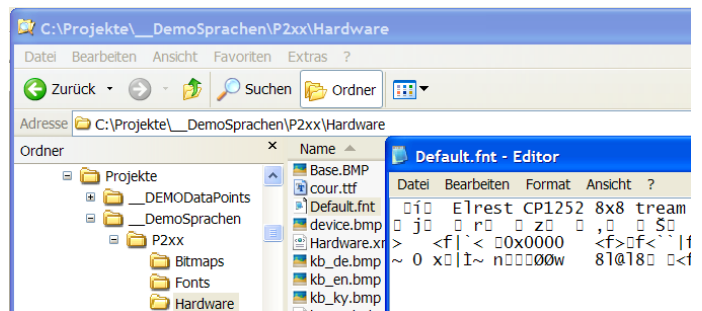 C:\Projekte\__DemoSprachen\P2xx\Hardware
Datei Bearbeiten Ansicht Favoriten Extras ?
Zurück Suchen Ordner
Adresse C:\Projekte\__DemoSprachen\P2xx\Hardware
Ordner
Projekte
__DEMODataPoints
__DemoSprachen
P2xx
Bitmaps
Fonts
Hardware
Name
Base.BMP
cour.ttf
Default.fnt
device.bmp
Hardware.xr
kb_de.bmp
kb_en.bmp
kb_ky.bmp
Default.fnt - Editor
Datei Bearbeiten Format Ansicht ?
Elrest CP1252 8x8 tream